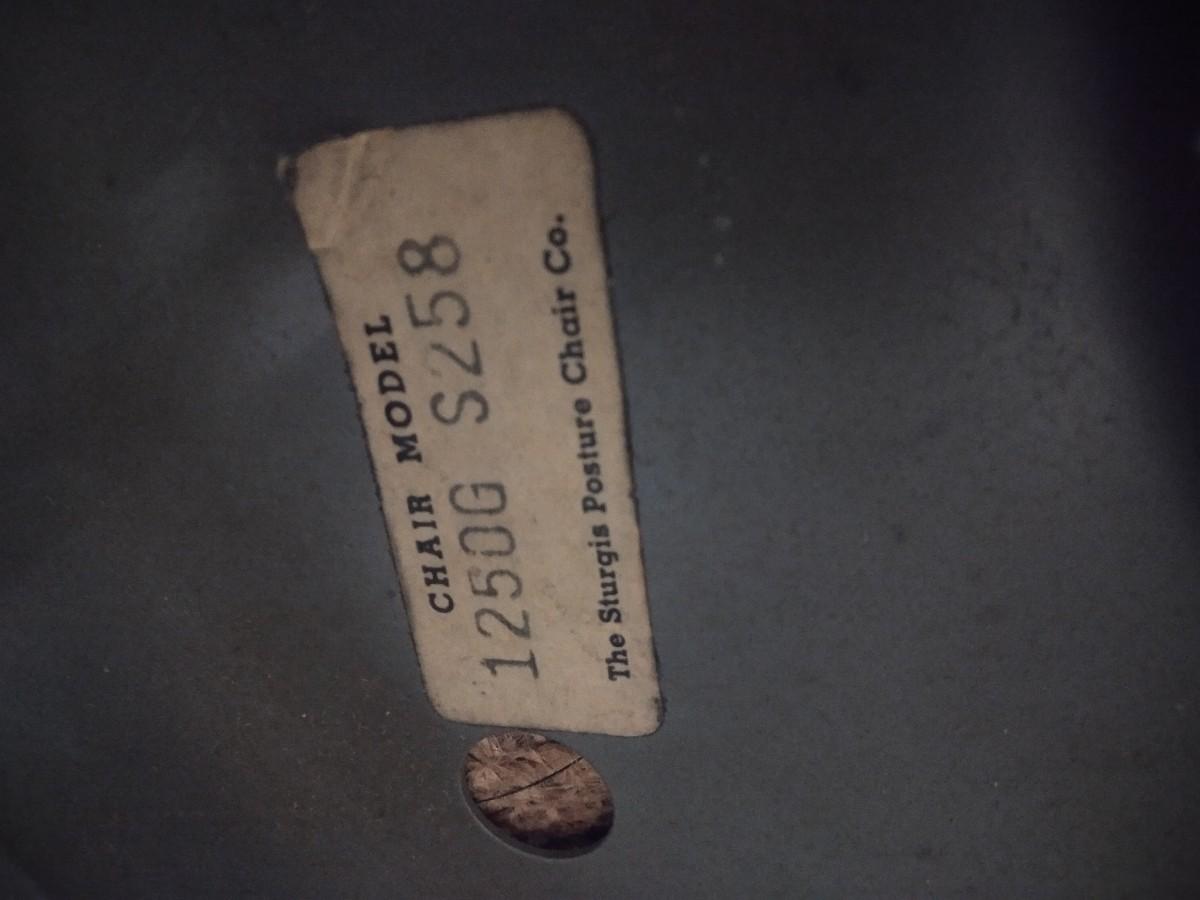 CHAIR MODEL
1250G S258
The Sturgis Posture Chair Co.